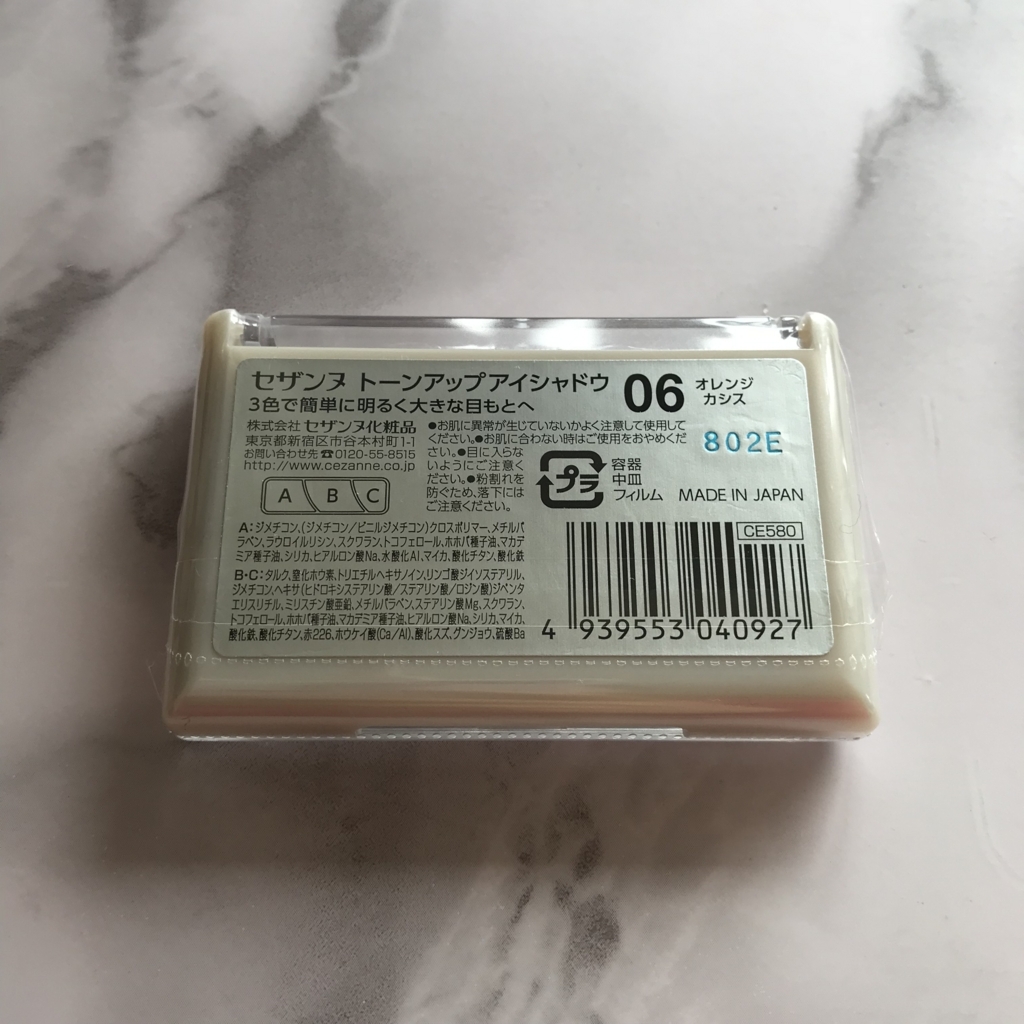 セザンヌ トーンアップアイシャドウ 06 オレンジ
カシス
3色で簡単に明るく大きな目もとへ
株式会社 セザンヌ化粧品
東京都新宿区市谷本村町1-1
お問い合わせ先 ☎0120-55-8515
http://www.cezanne.co.jp
●お肌に異常が生じていないかよく注意して使用して
ください。●お肌に合わない時はご使用をおやめくだ
さい。●目に入らな
いようにご注意く
ださい。●粉割れを
防ぐため、落下には
ご注意ください。
802E
プラ
容器
中皿
フィルム
MADE IN JAPAN
A B C
A:ジメチコン、(ジメチコン/ビニルジメチコン)クロスポリマー、メチルパ
ラベン、ラウロイルリシン、スクワラン、トコフェロール、ホホバ種子油、マカデ
ミア種子油、シリカ、ヒアルロン酸Na、水酸化Al、マイカ、酸化チタン、酸化鉄
B・C:タルク、窒化ホウ素、トリエチルヘキサノイン、リンゴ酸ジイソステアリル、
ジメチコン、ヘキサ(ヒドロキシステアリン酸/ステアリン酸/ロジン酸)ジペンタ
エリスリチル、ミリスチン酸亜鉛、メチルパラベン、ステアリン酸Mg、スクワラン、
トコフェロール、ホホバ種子油、マカデミア種子油、ヒアルロン酸Na、シリカ、マイカ、
酸化鉄、酸化チタン、赤226、ホウケイ酸(Ca/Al)、酸化スズ、グンジョウ、硫酸Ba
CE580
4 939553 040927